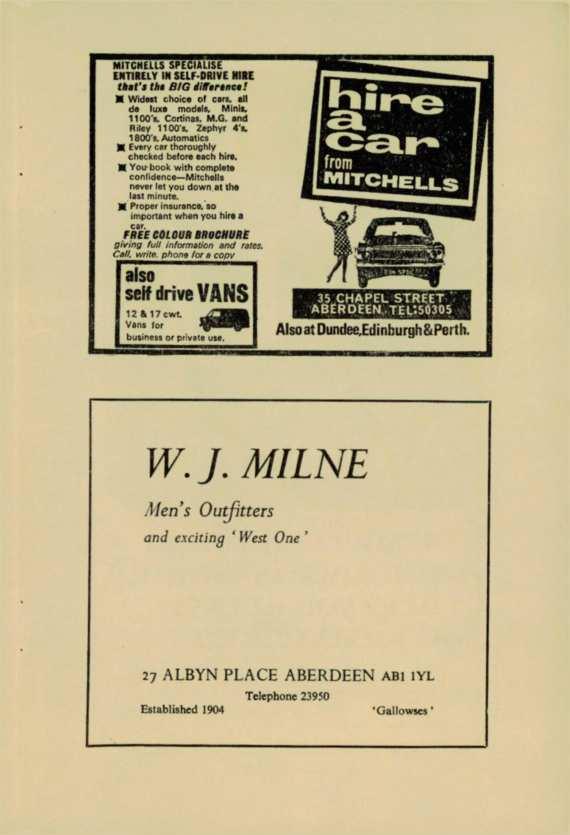 MITCHELLS SPECIALISE
ENTIRELY IN SELF-DRIVE HIRE
that's the BIG difference!
Widest choice of cars, all
de luxe models, Minis,
1100's, Cortinas, M.G. and
Riley 1100's, Zephyr 4's,
1800's, Automatics
Every car thoroughly
checked before each hire.
You book with complete
confidence—Mitchells
never let you down at the
last minute.
Proper insurance, so
important when you hire a
car.
FREE COLOUR BROCHURE
giving full information and rates.
Call, write, phone for a copy
also
self drive VANS
12 & 17 cwt.
Vans for
business or private use.
hire
a
car
from
MITCHELLS
35 CHAPEL STREET
ABERDEEN, TEL:50305
Also at Dundee,Edinburgh & Perth.
W. J. MILNE
Men's Outfitters
and exciting 'West One'
27 ALBYN PLACE ABERDEEN AB1 1YL
Telephone 23950
Established 1904 'Gallowses'